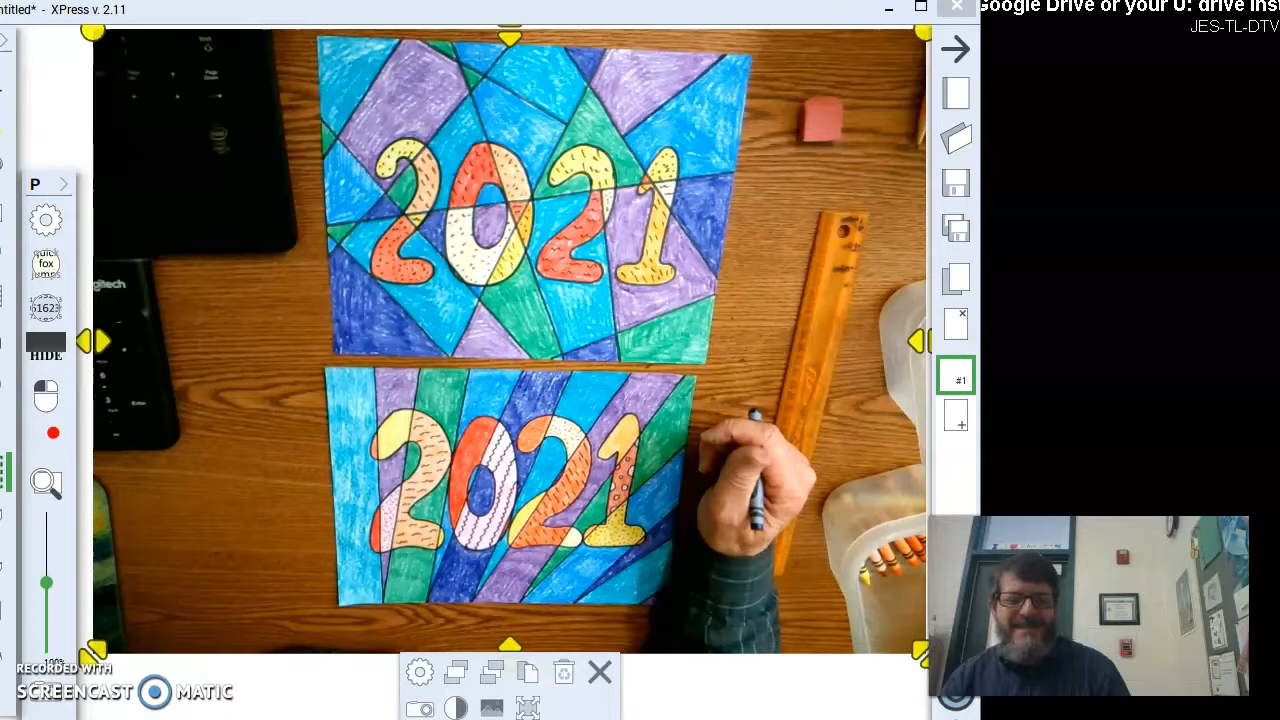 ntitled* - XPress v. 2.11
Google Drive or your U: drive ins
JES-TL-DTV
P
quick
fox
jumps
51623
HIDE
#1
2021
2021
RECORDED WITH
SCREENCAST MATIC